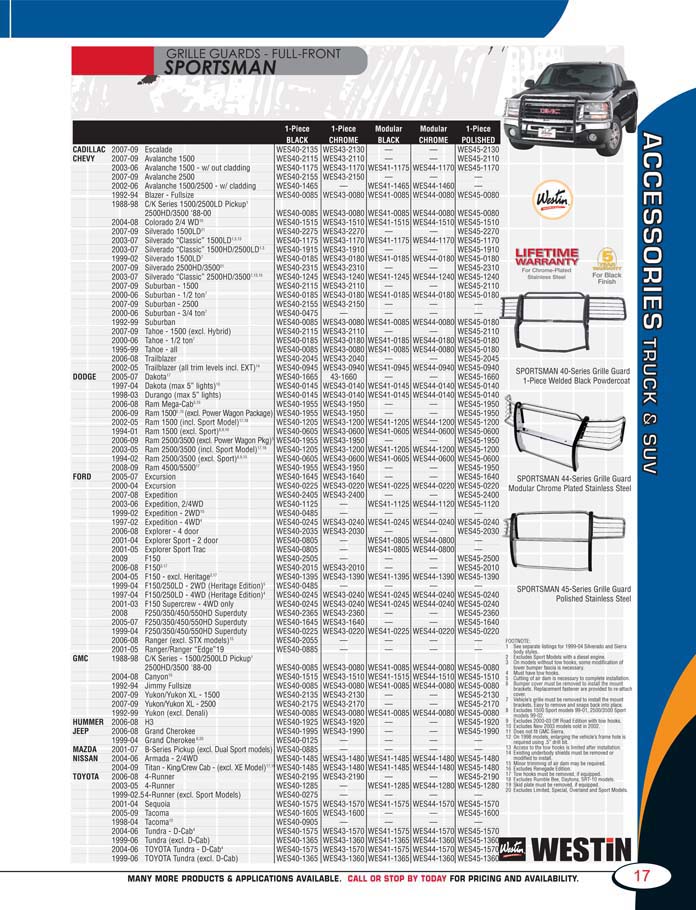 GRILLE GUARDS - FULL-FRONT
SPORTSMAN
1-Piece 1-Piece Modular Modular 1-Piece
BLACK CHROME BLACK CHROME POLISHED
CADILLAC 2007-09 Escalade WES40-2135 WES43-2130 — — WES45-2130
CHEVY 2007-09 Avalanche 1500 WES40-2115 WES43-2110 — — WES45-2110
2003-06 Avalanche 1500 - w/ out cladding WES40-1175 WES43-1170 WES41-1175 WES44-1170 WES45-1170
2007-09 Avalanche 2500 WES40-2155 WES43-2150 — — —
2002-06 Avalanche 1500/2500 - w/ cladding WES40-1465 — WES41-1465 WES44-1460 —
1992-94 Blazer - Fullsize WES40-0085 WES43-0080 WES41-0085 WES44-0080 WES45-0080
1988-98 C/K Series 1500/2500LD Pickup
2500HD/3500 '88-00 WES40-0085 WES43-0080 WES41-0085 WES44-0080 WES45-0080
2004-08 Colorado 2/4 WD WES40-1515 WES43-1510 WES41-1515 WES44-1510 WES45-1510
2007-09 Silverado 1500LD WES40-2275 WES43-2270 — — WES45-2270
2003-07 Silverado "Classic" 1500LD WES40-1175 WES43-1170 WES41-1175 WES44-1170 WES45-1170
2003-07 Silverado "Classic" 1500HD/2500LD WES40-1915 WES43-1910 — — WES45-1910
1999-02 Silverado 1500LD WES40-0185 WES43-0180 WES41-0185 WES44-0180 WES45-0180
2007-09 Silverado 2500HD/3500 WES40-2315 WES43-2310 — — WES45-2310
2003-07 Silverado "Classic" 2500HD/3500 WES40-1245 WES43-1240 WES41-1245 WES44-1240 WES45-1240
2007-09 Suburban - 1500 WES40-2115 WES43-2110 — — WES45-2110
2000-06 Suburban - 1/2 ton WES40-0185 WES43-0180 WES41-0185 WES44-0180 WES45-0180
2007-09 Suburban - 2500 WES40-2155 WES43-2150 — — —
2000-06 Suburban - 3/4 ton WES40-0475 — — — —
1992-99 Suburban WES40-0085 WES43-0080 WES41-0085 WES44-0080 WES45-0180
2007-09 Tahoe - 1500 (excl. Hybrid) WES40-2115 WES43-2110 — — WES45-2110
2000-06 Tahoe - 1/2 ton WES40-0185 WES43-0180 WES41-0185 WES44-0180 WES45-0180
1995-99 Tahoe - all WES40-0085 WES43-0080 WES41-0085 WES44-0080 WES45-0180
2006-08 Trailblazer WES40-2045 WES43-2040 — — WES45-2045
2002-05 Trailblazer (all trim levels incl. EXT) WES40-0945 WES43-0940 WES41-0945 WES44-0940 WES45-0940
DODGE 2005-07 Dakota WES40-1665 43-1660 — — WES45-1660
1997-04 Dakota (max 5" lights) WES40-0145 WES43-0140 WES41-0145 WES44-0140 WES45-0140
1998-03 Durango (max 5" lights) WES40-0145 WES43-0140 WES41-0145 WES44-0140 WES45-0140
2006-08 Ram Mega-Cab WES40-1955 WES43-1950 — — WES45-1950
2006-09 Ram 1500 (excl. Power Wagon Package) WES40-1955 WES43-1950 — — WES45-1950
2002-05 Ram 1500 (incl. Sport Model) WES40-1205 WES43-1200 WES41-1205 WES44-1200 WES45-1200
1994-01 Ram 1500 (excl. Sport) WES40-0605 WES43-0600 WES41-0605 WES44-0600 WES45-0600
2006-09 Ram 2500/3500 (excl. Power Wagon Pkg) WES40-1955 WES43-1950 — — WES45-1950
2003-05 Ram 2500/3500 (incl. Sport Model) WES40-1205 WES43-1200 WES41-1205 WES44-1200 WES45-1200
1994-02 Ram 2500/3500 (excl. Sport) WES40-0605 WES43-0600 WES41-0605 WES44-0600 WES45-0600
2008-09 Ram 4500/5500 WES40-1955 WES43-1950 — — WES45-1950
FORD 2005-07 Excursion WES40-1645 WES43-1640 — — WES45-1640
2000-04 Excursion WES40-0225 WES43-0220 WES41-0225 WES44-0220 WES45-0220
2007-08 Expedition WES40-2405 WES43-2400 — — WES45-2400
2003-06 Expedition, 2/4WD WES40-1125 — WES41-1125 WES44-1120 WES45-1120
1999-02 Expedition - 2WD WES40-0485 — — — —
1997-02 Expedition - 4WD WES40-0245 WES43-0240 WES41-0245 WES44-0240 WES45-0240
2006-08 Explorer - 4 door WES40-2035 WES43-2030 — — WES45-2030
2001-04 Explorer Sport - 2 door WES40-0805 — WES41-0805 WES44-0800 —
2001-05 Explorer Sport Trac WES40-0805 — WES41-0805 WES44-0800 —
2009 F150 WES40-2505 — — — WES45-2500
2006-08 F150 WES40-2015 WES43-2010 — — WES45-2010
2004-05 F150 - excl. Heritage WES40-1395 WES43-1390 WES41-1395 WES44-1390 WES45-1390
1999-04 F150/250LD - 2WD (Heritage Edition) WES40-0485 — — — —
1997-04 F150/250LD - 4WD (Heritage Edition) WES40-0245 WES43-0240 WES41-0245 WES44-0240 WES45-0240
2001-03 F150 Supercrew - 4WD only WES40-0245 WES43-0240 WES41-0245 WES44-0240 WES45-0240
2008 F250/350/450/550HD Superduty WES40-2365 WES43-2360 — — WES45-2360
2005-07 F250/350/450/550HD Superduty WES40-1645 WES43-1640 — — WES45-1640
1999-04 F250/350/450/550HD Superduty WES40-0225 WES43-0220 WES41-0225 WES44-0220 WES45-0220
2006-08 Ranger (excl. STX models) WES40-2055 — — — —
2001-05 Ranger/Ranger "Edge"19 WES40-0885 — — — —
GMC 1988-98 C/K Series - 1500/2500LD Pickup
2500HD/3500 '88-00 WES40-0085 WES43-0080 WES41-0085 WES44-0080 WES45-0080
2004-08 Canyon WES40-1515 WES43-1510 WES41-1515 WES44-1510 WES45-1510
1992-94 Jimmy Fullsize WES40-0085 WES43-0080 WES41-0085 WES44-0080 WES45-0080
2007-09 Yukon/Yukon XL - 1500 WES40-2135 WES43-2130 — — WES45-2130
2007-09 Yukon/Yukon XL - 2500 WES40-2175 WES43-2170 — — WES45-2170
1992-99 Yukon (excl. Denali) WES40-0085 WES43-0080 WES41-0085 WES44-0080 WES45-0080
HUMMER 2006-08 H3 WES40-1925 WES43-1920 — — WES45-1920
JEEP 2006-08 Grand Cherokee WES40-1995 WES43-1990 — — WES45-1990
1999-04 Grand Cherokee WES40-0125 — — — —
MAZDA 2001-07 B-Series Pickup (excl. Dual Sport models) WES40-0885 — — — —
NISSAN 2004-06 Armada - 2/4WD WES40-1485 WES43-1480 WES41-1485 WES44-1480 WES45-1480
2004-09 Titan - King/Crew Cab - (excl. XE Model) WES40-1485 WES43-1480 WES41-1485 WES44-1480 WES45-1480
TOYOTA 2006-08 4-Runner WES40-2195 WES43-2190 — — WES45-2190
2003-05 4-Runner WES40-1285 — WES41-1285 WES44-1280 WES45-1280
1999-02.5 4-Runner (excl. Sport Models) WES40-0275 — — — —
2001-04 Sequoia WES40-1575 WES43-1570 WES41-1575 WES44-1570 WES45-1570
2005-09 Tacoma WES40-1605 WES43-1600 — — WES45-1600
1998-04 Tacoma WES40-0905 — — — —
2004-06 Tundra - D-Cab WES40-1575 WES43-1570 WES41-1575 WES44-1570 WES45-1570
1999-06 Tundra (excl. D-Cab) WES40-1365 WES43-1360 WES41-1365 WES44-1360 WES45-1360
2004-06 TOYOTA Tundra - D-Cab WES40-1575 WES43-1570 WES41-1575 WES44-1570 WES45-1570
1999-06 TOYOTA Tundra (excl. D-Cab) WES40-1365 WES43-1360 WES41-1365 WES44-1360 WES45-1360
GMC
Westin
LIFETIME
WARRANTY
For Chrome-Plated
Stainless Steel
5
YEAR
WARRANTY
For Black
Finish
SPORTSMAN 40-Series Grille Guard
1-Piece Welded Black Powdercoat
SPORTSMAN 44-Series Grille Guard
Modular Chrome Plated Stainless Steel
SPORTSMAN 45-Series Grille Guard
Polished Stainless Steel
FOOTNOTE:
1 See separate listings for 1999-04 Silverado and Sierra
body styles.
2 Excludes Sport Models with a diesel engine.
3 On models without tow hooks, some modification of
lower bumper fascia is necessary.
4 Must have tow hooks.
5 Cutting of air dam is necessary to complete installation.
6 Bumper cover must be removed to install the mount
brackets. Replacement fastener are provided to re-attach
cover.
7 Vehicle's grille must be removed to install the mount
brackets. Easy to remove and snaps back into place.
8 Excludes 1500 Sport models 99-01, 2500/3500 Sport
models 99-02.
9 Excludes 2000-03 Off Road Edition with tow hooks.
10 Excludes New 2003 models sold in 2002.
11 Does not fit GMC Sierra.
12 On 1998 models, enlarging the vehicle's frame hole is
required using .5" drill bit.
13 Access to the tow hooks is limited after installation.
14 Existing underbody shields must be removed or
modified to install.
15 Minor trimming of air dam may be required.
16 Excludes Renegade Edition.
17 Tow hooks must be removed, if equipped.
18 Excludes Rumble Bee, Daytona, SRT-10 models.
19 Skid plate must be removed, if equipped.
20 Excludes Limited, Special, Overland and Sport Models.
Westin WESTIN
ACCESSORIES TRUCK & SUV
MANY MORE PRODUCTS & APPLICATIONS AVAILABLE. CALL OR STOP BY TODAY FOR PRICING AND AVAILABILITY.
17